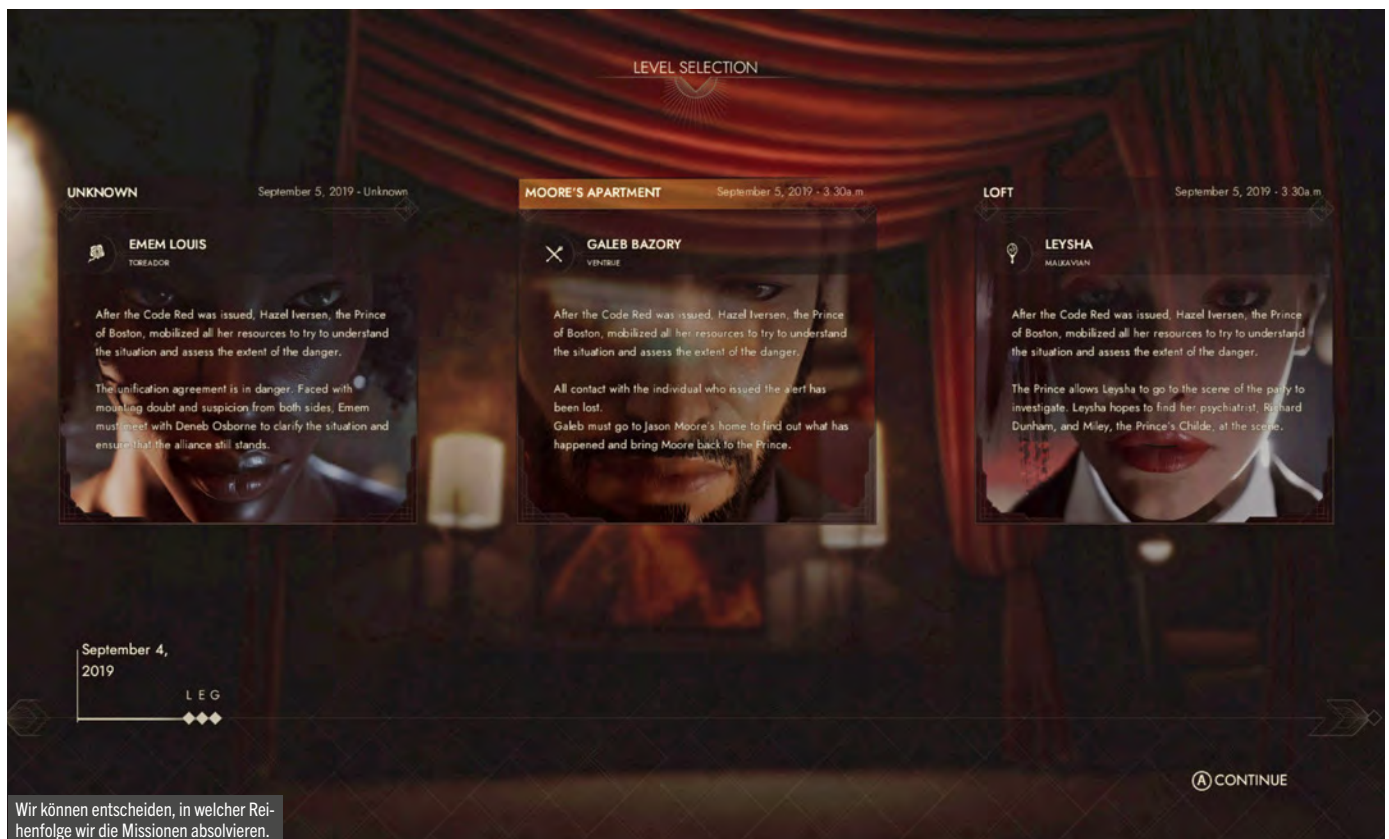 LEVEL SELECTION
UNKNOWN
September 5, 2019 - Unknown
EMEM LOUIS
TOREADOR
After the Code Red was issued, Hazel Iversen, the Prince
of Boston, mobilized all her resources to try to understand
the situation and assess the extent of the danger.
The unification agreement is in danger. Faced with
mounting doubt and suspicion from both sides, Emem
must meet with Deneb Osborne to clarify the situation and
ensure that the alliance still stands.
MOORE'S APARTMENT
September 5, 2019 - 3 30a.m
GALEB BAZORY
VENTRUE
After the Code Red was issued, Hazel Iversen, the Prince
of Boston, mobilized all her resources to try to understand
the situation and assess the extent of the danger.
All contact with the individual who issued the alert has
been lost.
Galeb must go to Jason Moore's home to find out what has
happened and bring Moore back to the Prince.
LOFT
September 5, 2019 - 3 30a.m
LEYSHA
MALKAVIAN
After the Code Red was issued, Hazel Iversen, the Prince
of Boston, mobilized all her resources to try to understand
the situation and assess the extent of the danger.
The Prince allows Leysha to go to the scene of the party to
investigate. Leysha hopes to find her psychiatrist, Richard
Dunham, and Miley, the Prince's Childe, at the scene.
September 4,
2019
L E G
A CONTINUE
Wir können entscheiden, in welcher Rei-
henfolge wir die Missionen absolvieren.